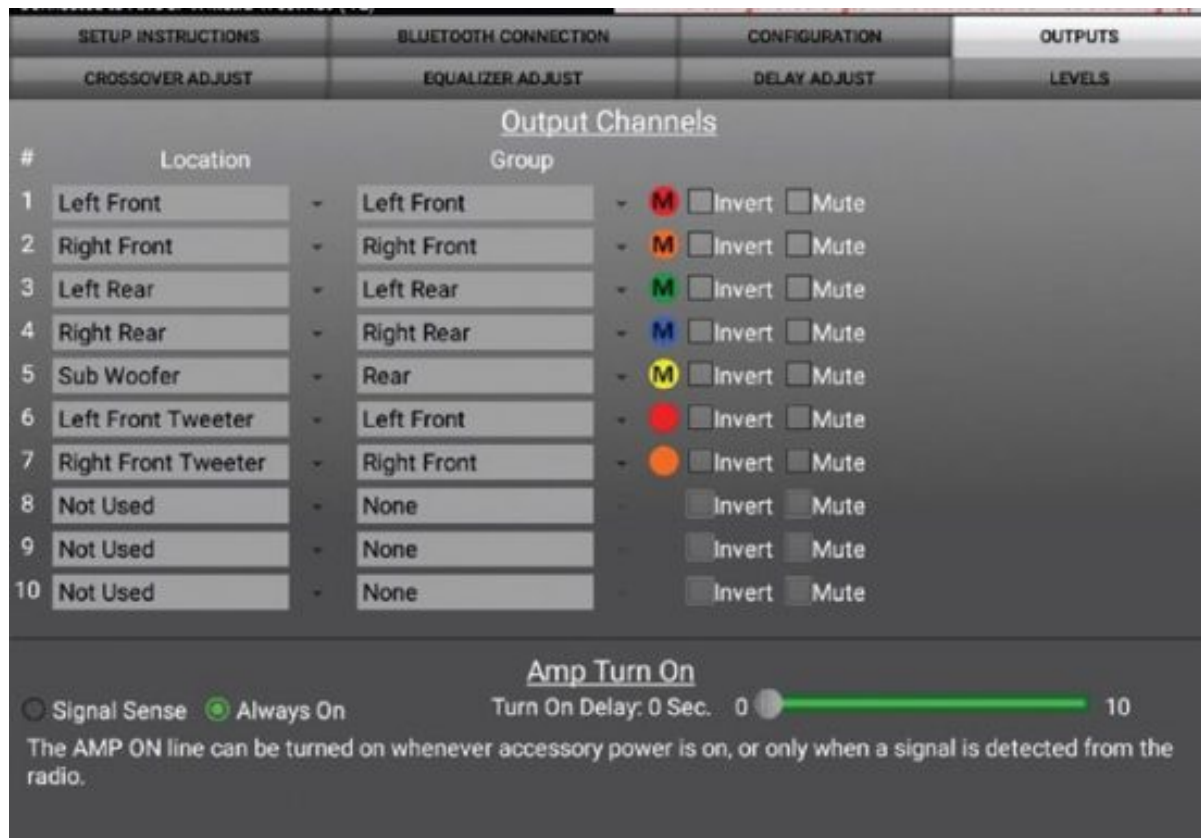 SETUP INSTRUCTIONS BLUETOOTH CONNECTION CONFIGURATION OUTPUTS
CROSSOVER ADJUST EQUALIZER ADJUST DELAY ADJUST LEVELS
Output Channels
# Location Group
1 Left Front Left Front M Invert Mute
2 Right Front Right Front M Invert Mute
3 Left Rear Left Rear M Invert Mute
4 Right Rear Right Rear M Invert Mute
5 Sub Woofer Rear M Invert Mute
6 Left Front Tweeter Left Front Invert Mute
7 Right Front Tweeter Right Front Invert Mute
8 Not Used None Invert Mute
9 Not Used None Invert Mute
10 Not Used None Invert Mute
Amp Turn On
Signal Sense Always On Turn On Delay: 0 Sec. 0 10
The AMP ON line can be turned on whenever accessory power is on, or only when a signal is detected from the
radio.